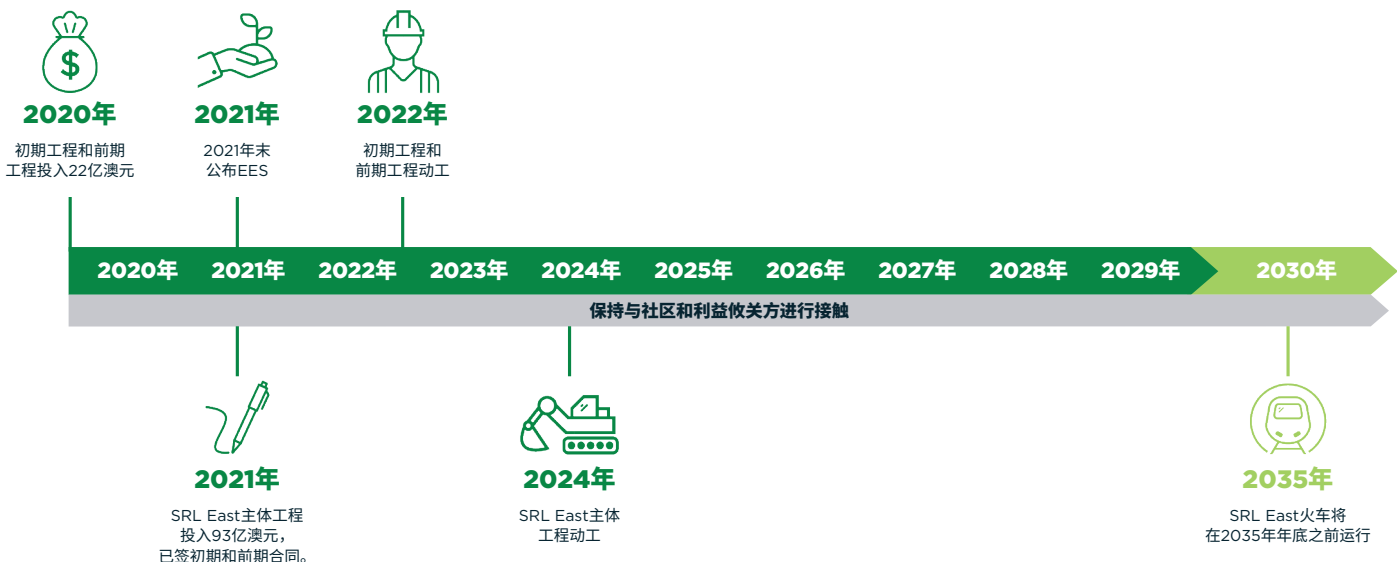 $
2020年
初期工程和前期
工程投入22亿澳元
2021年
2021年末
公布EES
2022年
初期工程和
前期工程动工
2020年 2021年 2022年 2023年 2024年 2025年 2026年 2027年 2028年 2029年 2030年
保持与社区和利益攸关方进行接触
2021年
SRL East主体工程
投入93亿澳元，
已签初期和前期合同。
2024年
SRL East主体
工程动工
2035年
SRL East火车将
在2035年年底之前运行